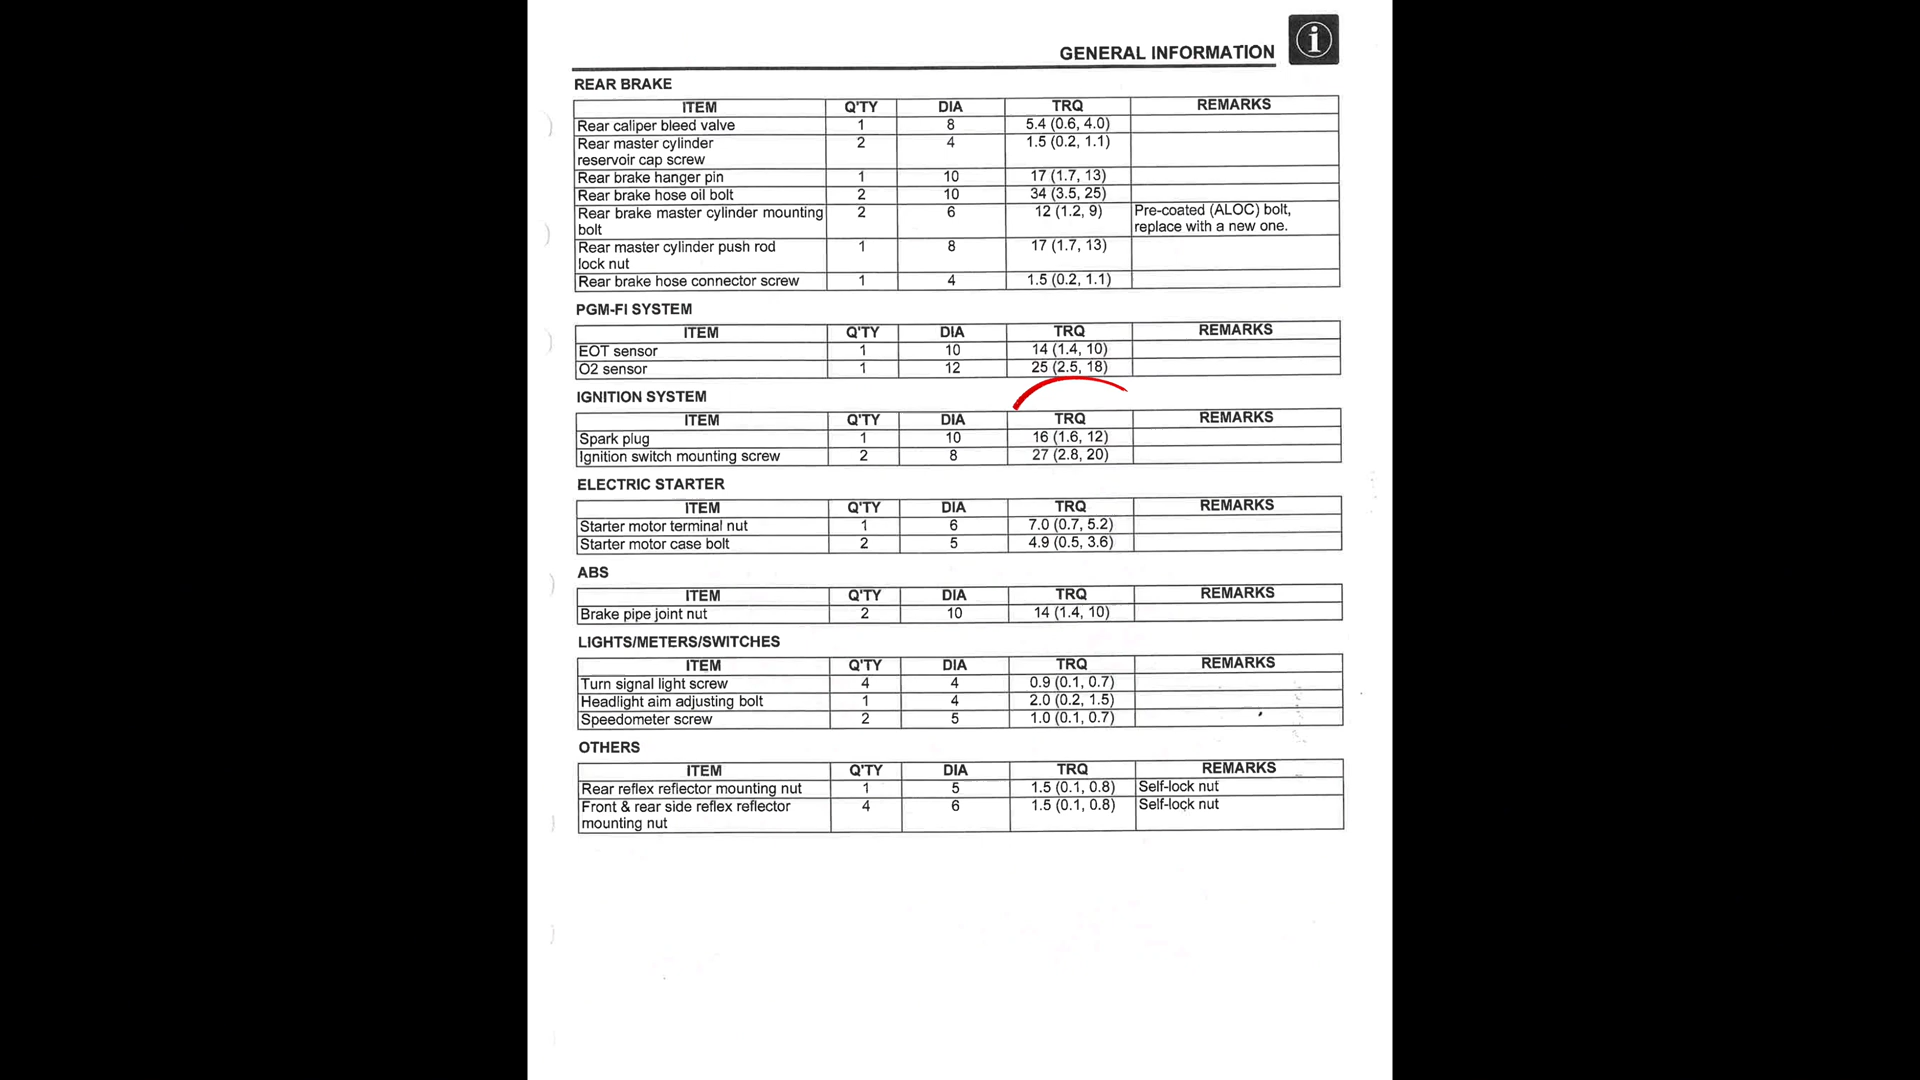 GENERAL INFORMATION
i
REAR BRAKE
ITEM Q'TY DIA TRQ REMARKS
Rear caliper bleed valve 1 8 5.4 (0.6, 4.0)
Rear master cylinder 2 4 1.5 (0.2, 1.1)
reservoir cap screw
Rear brake hanger pin 1 10 17 (1.7, 13)
Rear brake hose oil bolt 2 10 34 (3.5, 25)
Rear brake master cylinder mounting 2 6 12 (1.2, 9) Pre-coated (ALOC) bolt,
bolt replace with a new one.
Rear master cylinder push rod 1 8 17 (1.7, 13)
lock nut
Rear brake hose connector screw 1 4 1.5 (0.2, 1.1)
PGM-FI SYSTEM
ITEM Q'TY DIA TRQ REMARKS
EOT sensor 1 10 14 (1.4, 10)
O2 sensor 1 12 25 (2.5, 18)
IGNITION SYSTEM
ITEM Q'TY DIA TRQ REMARKS
Spark plug 1 10 16 (1.6, 12)
Ignition switch mounting screw 2 8 27 (2.8, 20)
ELECTRIC STARTER
ITEM Q'TY DIA TRQ REMARKS
Starter motor terminal nut 1 6 7.0 (0.7, 5.2)
Starter motor case bolt 2 5 4.9 (0.5, 3.6)
ABS
ITEM Q'TY DIA TRQ REMARKS
Brake pipe joint nut 2 10 14 (1.4, 10)
LIGHTS/METERS/SWITCHES
ITEM Q'TY DIA TRQ REMARKS
Turn signal light screw 4 4 0.9 (0.1, 0.7)
Headlight aim adjusting bolt 1 4 2.0 (0.2, 1.5)
Speedometer screw 2 5 1.0 (0.1, 0.7)
OTHERS
ITEM Q'TY DIA TRQ REMARKS
Rear reflex reflector mounting nut 1 5 1.5 (0.1, 0.8) Self-lock nut
Front & rear side reflex reflector 4 6 1.5 (0.1, 0.8) Self-lock nut
mounting nut